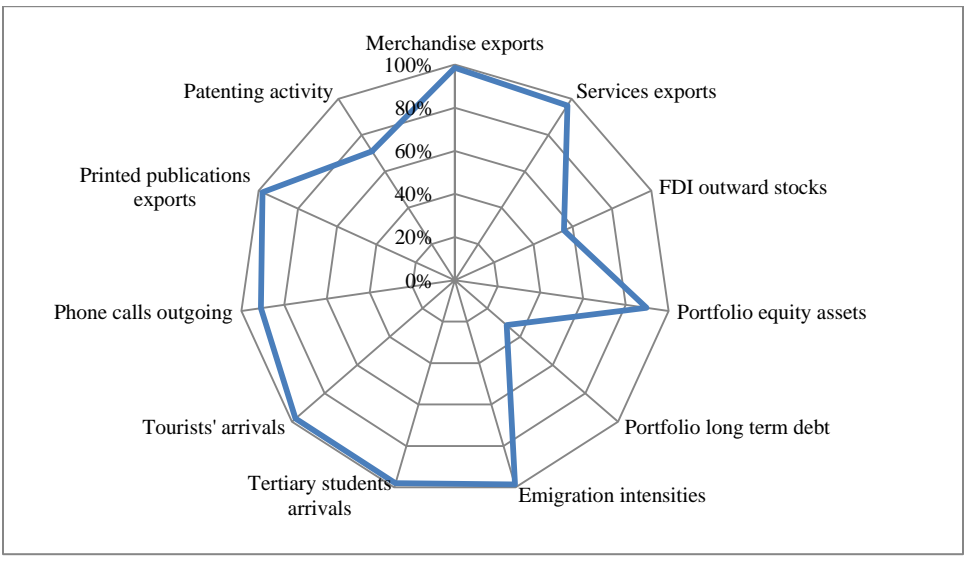 Merchandise exports
100%
Patenting activity
Services exports
80%
60%
Printed publications
exports
FDI outward stocks
40%
20%
0%
Phone calls outgoing
Portfolio equity assets
Tourists' arrivals
Portfolio long term debt
Tertiary students
arrivals
Emigration intensities